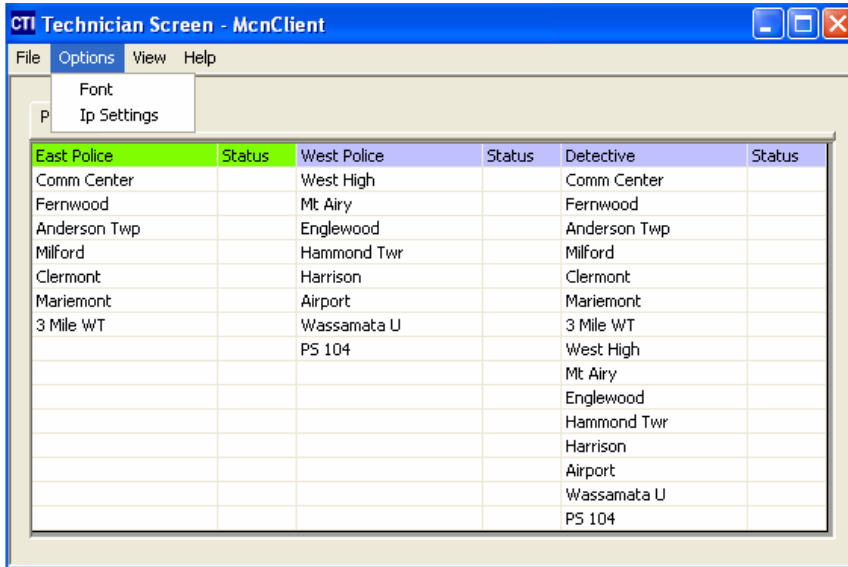 CTI Technician Screen - McnClient
File Options View Help
Font
P
Ip Settings
East Police Status West Police Status Detective Status
Comm Center West High Comm Center
Fernwood Mt Airy Fernwood
Anderson Twp Englewood Anderson Twp
Milford Hammond Twr Milford
Clermont Harrison Clermont
Mariemont Airport Mariemont
3 Mile WT Wassamata U 3 Mile WT
PS 104 West High
Mt Airy
Englewood
Hammond Twr
Harrison
Airport
Wassamata U
PS 104